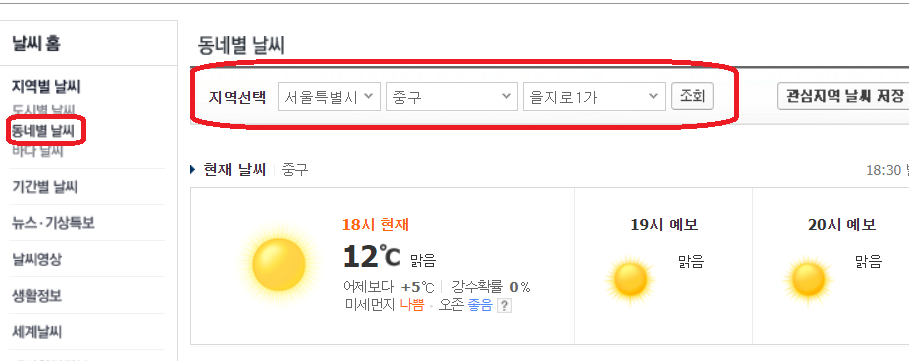 날씨 홈
지역별 날씨
도시별 날씨
동네별 날씨
바다 날씨
기간별 날씨
뉴스·기상특보
날씨영상
생활정보
세계날씨
동네별 날씨
지역선택 서울특별시 중구 을지로1가 조회 관심지역 날씨 저장
현재 날씨 중구 18:30
18시 현재
12℃ 맑음
어제보다 +5℃ 강수확률 0%
미세먼지 나쁨 · 오존 좋음 ?
19시 예보
맑음
20시 예보
맑음